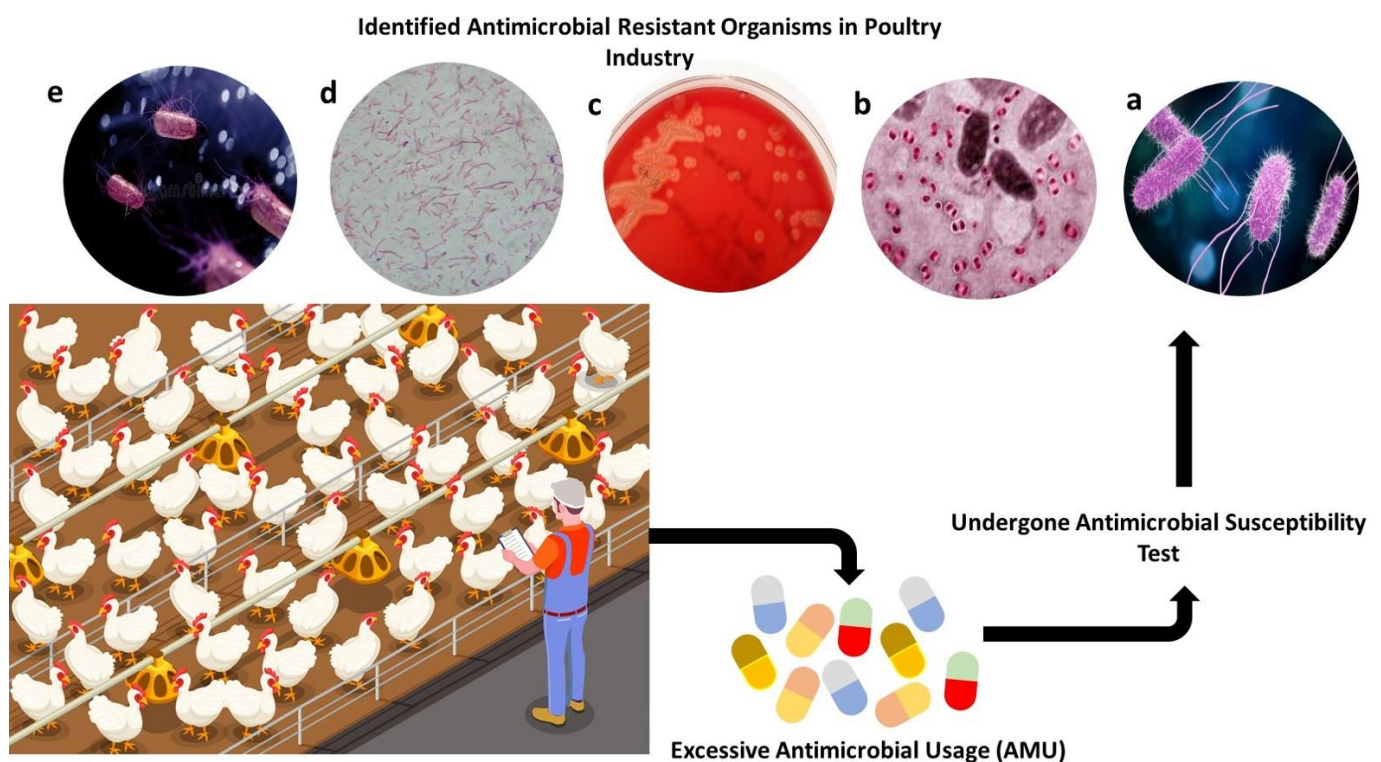 Identified Antimicrobial Resistant Organisms in Poultry
Industry
e
d
c
b
a
Undergone Antimicrobial Susceptibility
Test
Excessive Antimicrobial Usage (AMU)